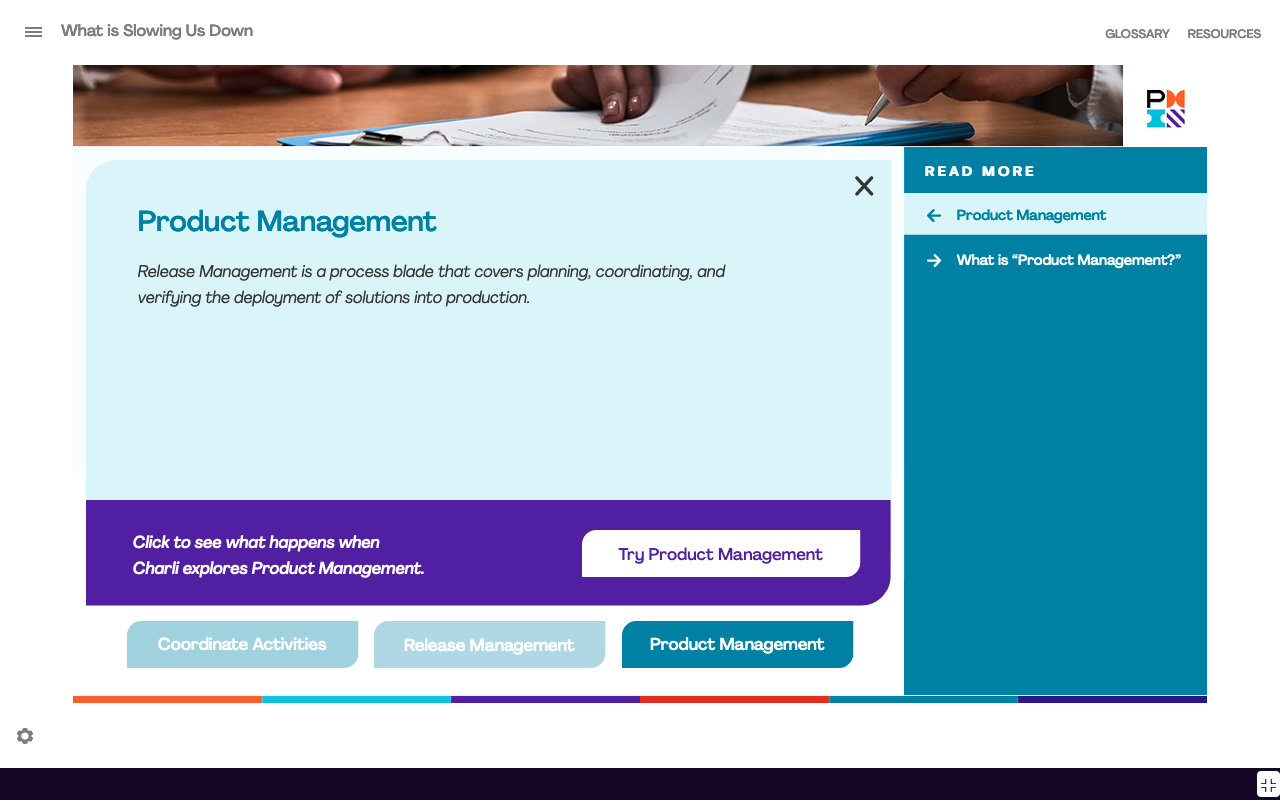 What is Slowing Us Down
GLOSSARY
RESOURCES
READ MORE
Product Management
What is “Product Management?”
Product Management
Release Management is a process blade that covers planning, coordinating, and
verifying the deployment of solutions into production.
Click to see what happens when
Charli explores Product Management.
Try Product Management
Coordinate Activities
Release Management
Product Management